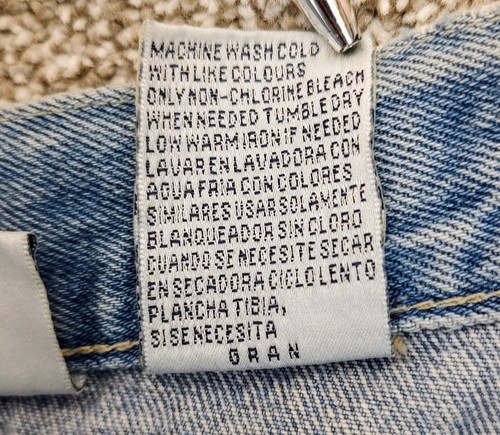 MACHINE WASH COLD
WITH LIKE COLOURS
ONLY NON-CHLORINE BLEACH
WHEN NEEDED TUMBLE DRY
LOW WARM IRON IF NEEDED
LAVAR EN LAVADORA CON
AGUA FRIA CON COLORES
SIMILARES USAR SOLAMENTE
BLANQUEADOR SIN CLORO
CUANDO SE NECESITE SECAR
EN SECADORA CICLO LENTO
PLANCHA TIBIA,
SI SE NECESITA
GRAN